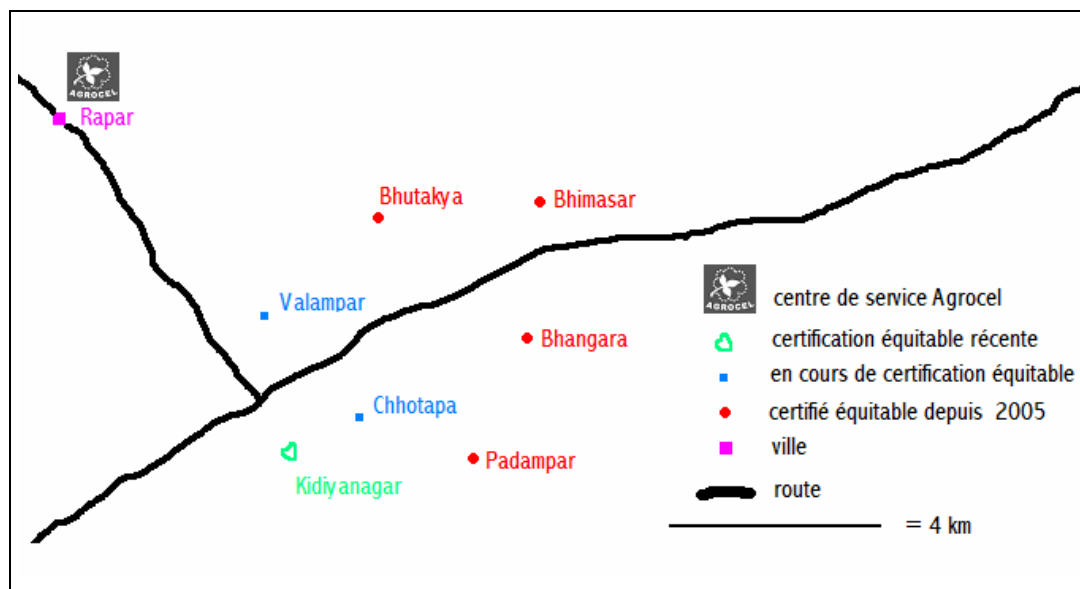 AGROCEL
Rapar
Bhutakya
Bhimasar
Valampar
Bhangara
Chhotapa
Padampar
Kidiyanagar
AGROCEL
centre de service Agrocel
certification équitable récente
en cours de certification équitable
certifié équitable depuis 2005
ville
route
= 4 km